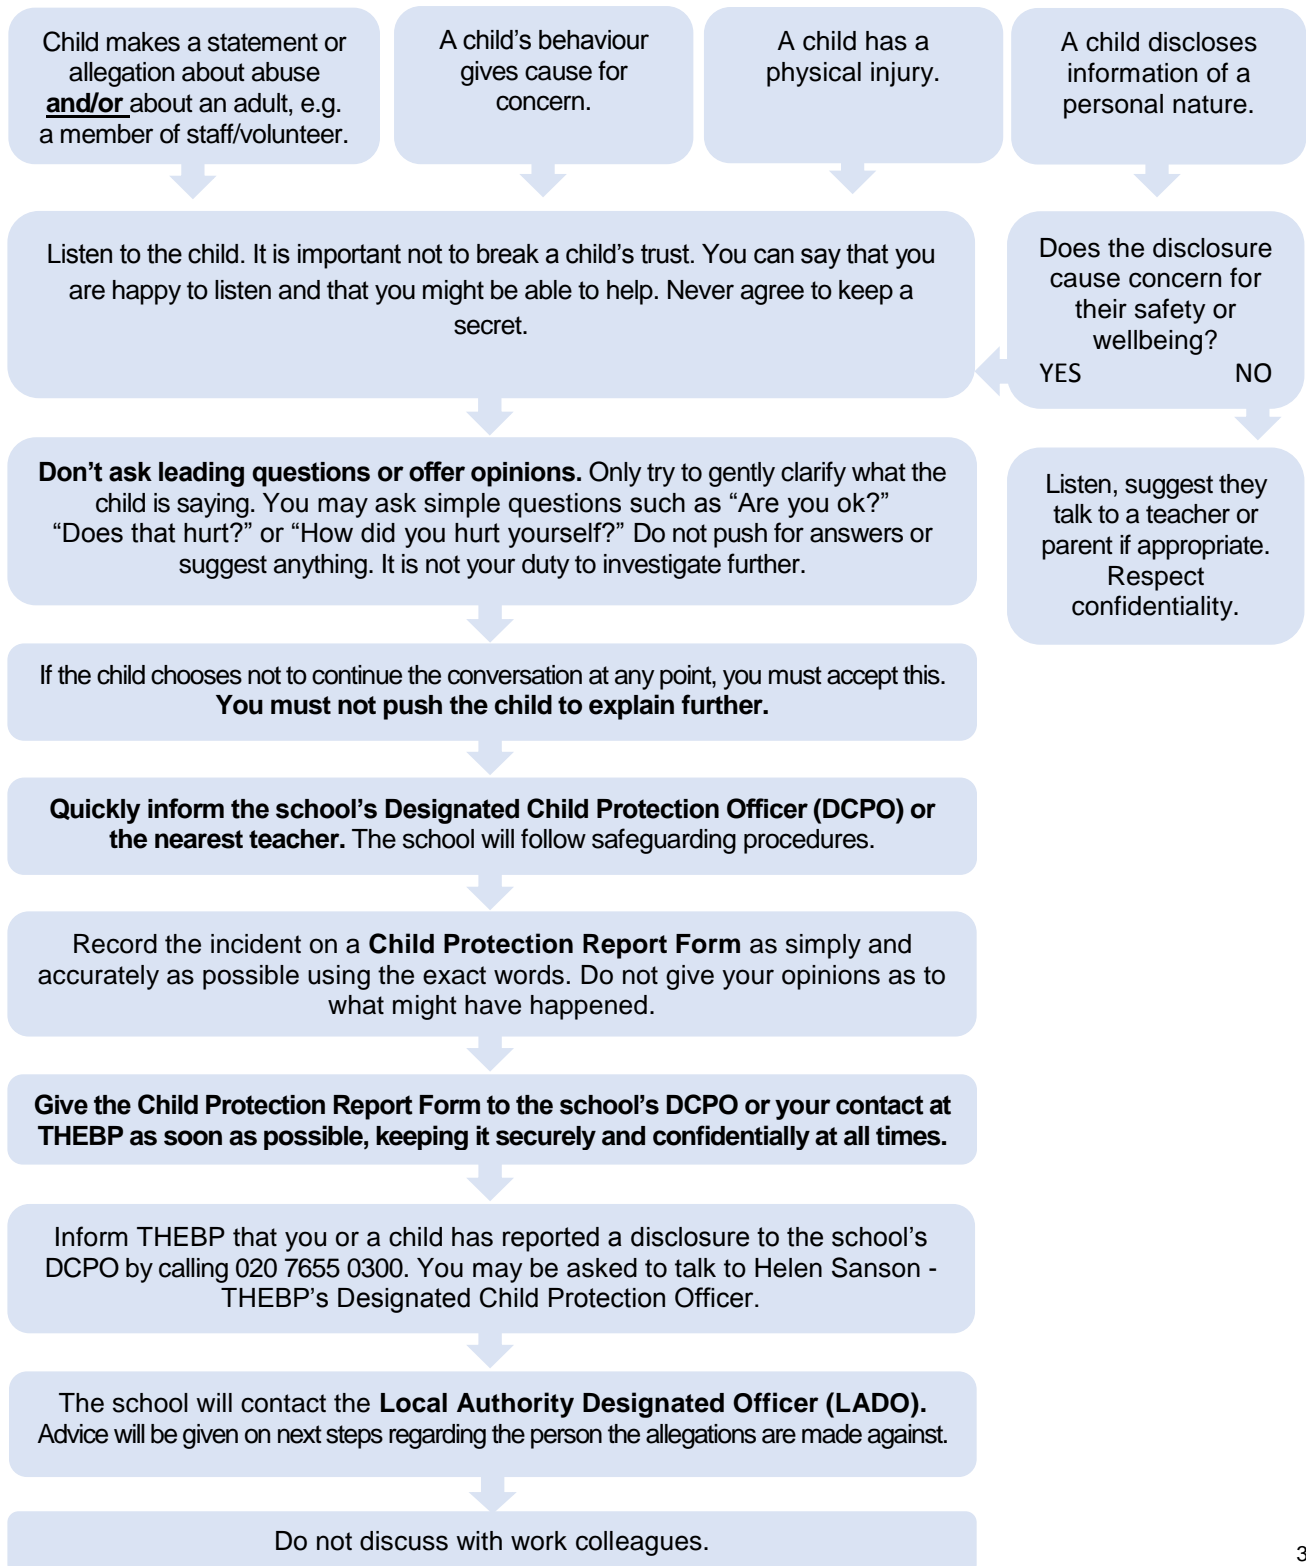 Child makes a statement or
allegation about abuse
and/or about an adult, e.g.
a member of staff/volunteer.
A child’s behaviour
gives cause for
concern.
A child has a
physical injury.
A child discloses
information of a
personal nature.
Listen to the child. It is important not to break a child’s trust. You can say that you
are happy to listen and that you might be able to help. Never agree to keep a
secret.
Does the disclosure
cause concern for
their safety or
wellbeing?
YES NO
Don’t ask leading questions or offer opinions. Only try to gently clarify what the
child is saying. You may ask simple questions such as “Are you ok?”
“Does that hurt?” or “How did you hurt yourself?” Do not push for answers or
suggest anything. It is not your duty to investigate further.
Listen, suggest they
talk to a teacher or
parent if appropriate.
Respect
confidentiality.
If the child chooses not to continue the conversation at any point, you must accept this.
You must not push the child to explain further.
Quickly inform the school’s Designated Child Protection Officer (DCPO) or
the nearest teacher. The school will follow safeguarding procedures.
Record the incident on a Child Protection Report Form as simply and
accurately as possible using the exact words. Do not give your opinions as to
what might have happened.
Give the Child Protection Report Form to the school’s DCPO or your contact at
THEBP as soon as possible, keeping it securely and confidentially at all times.
Inform THEBP that you or a child has reported a disclosure to the school’s
DCPO by calling 020 7655 0300. You may be asked to talk to Helen Sanson -
THEBP’s Designated Child Protection Officer.
The school will contact the Local Authority Designated Officer (LADO).
Advice will be given on next steps regarding the person the allegations are made against.
Do not discuss with work colleagues.
3